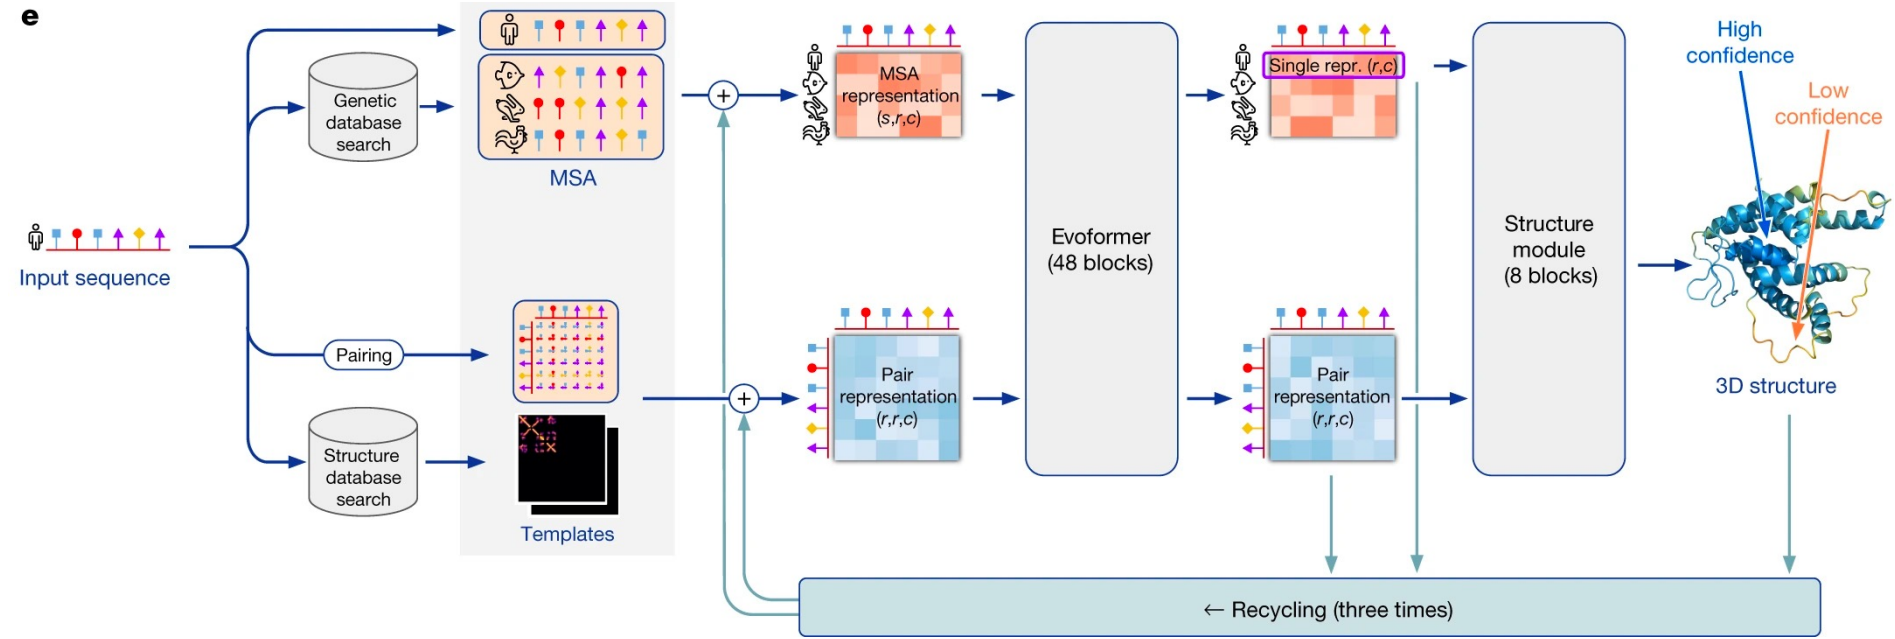 e
Input sequence
Genetic
database
search
MSA
Pairing
Structure
database
search
Templates
+
+
MSA
representation
(s,r,c)
Pair
representation
(r,r,c)
Evoformer
(48 blocks)
Single repr. (r,c)
Pair
representation
(r,r,c)
Structure
module
(8 blocks)
High
confidence
Low
confidence
3D structure
← Recycling (three times)